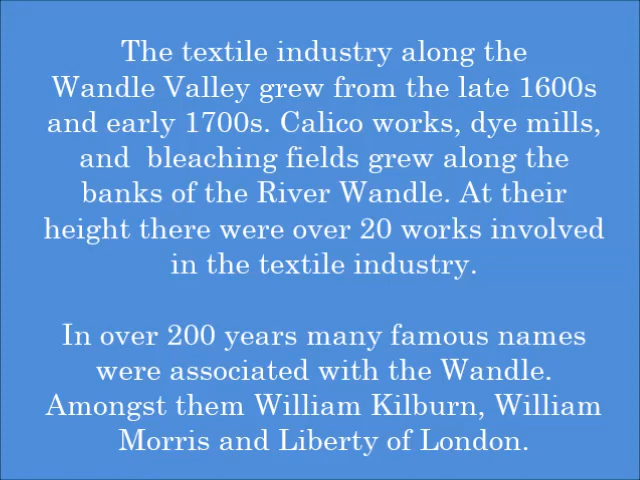 The textile industry along the
Wandle Valley grew from the late 1600s
and early 1700s. Calico works, dye mills,
and  bleaching fields grew along the
banks of the River Wandle. At their
height there were over 20 works involved
in the textile industry.
In over 200 years many famous names
were associated with the Wandle.
Amongst them William Kilburn, William
Morris and Liberty of London.